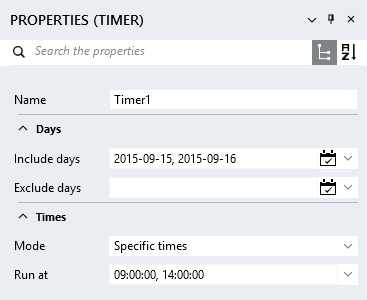 PROPERTIES (TIMER)
Search the properties
A
Z
Name Timer1
Days
Include days 2015-09-15, 2015-09-16
Exclude days
Times
Mode Specific times
Run at 09:00:00, 14:00:00